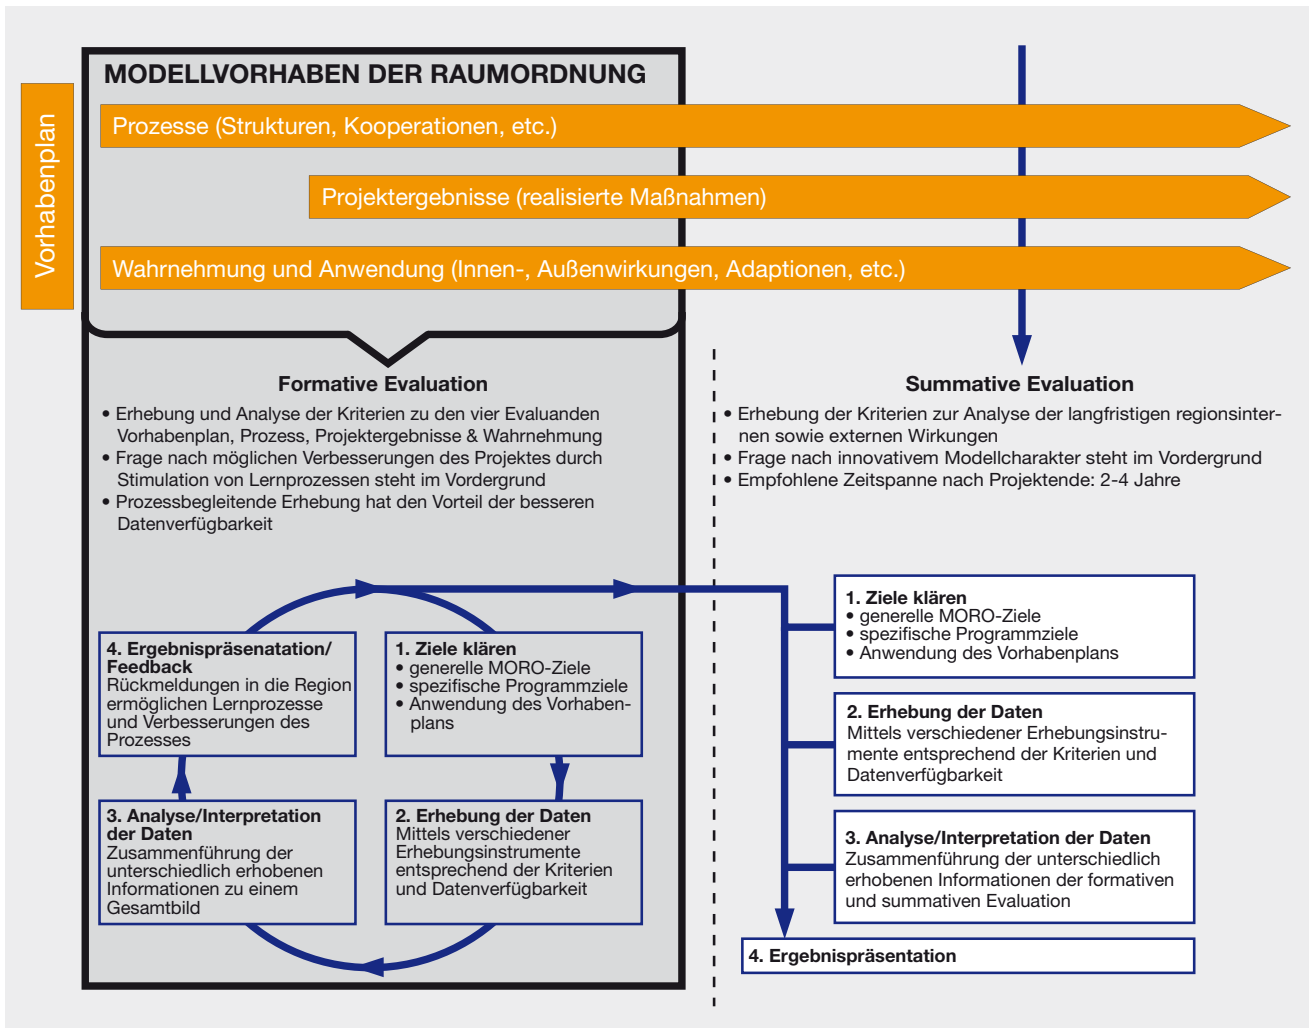 MODELLVORHABEN DER RAUMORDNUNG
Vorhabenplan
Prozesse (Strukturen, Kooperationen, etc.)
Projektergebnisse (realisierte Maßnahmen)
Wahrnehmung und Anwendung (Innen-, Außenwirkungen, Adaptionen, etc.)
Formative Evaluation
• Erhebung und Analyse der Kriterien zu den vier Evaluanden
Vorhabenplan, Prozess, Projektergebnisse & Wahrnehmung
• Frage nach möglichen Verbesserungen des Projektes durch
Stimulation von Lernprozessen steht im Vordergrund
• Prozessbegleitende Erhebung hat den Vorteil der besseren
Datenverfügbarkeit
Summative Evaluation
• Erhebung der Kriterien zur Analyse der langfristigen regionsinter-
nen sowie externen Wirkungen
• Frage nach innovativem Modellcharakter steht im Vordergrund
• Empfohlene Zeitspanne nach Projektende: 2-4 Jahre
4. Ergebnispräsenatation/
Feedback
Rückmeldungen in die Region
ermöglichen Lernprozesse
und Verbesserungen des
Prozesses
1. Ziele klären
• generelle MORO-Ziele
• spezifische Programmziele
• Anwendung des Vorhaben-
plans
3. Analyse/Interpretation
der Daten
Zusammenführung der
unterschiedlich erhobenen
Informationen zu einem
Gesamtbild
2. Erhebung der Daten
Mittels verschiedener
Erhebungsinstrumente
entsprechend der Kriterien
und Datenverfügbarkeit
1. Ziele klären
• generelle MORO-Ziele
• spezifische Programmziele
• Anwendung des Vorhabenplans
2. Erhebung der Daten
Mittels verschiedener Erhebungsinstru-
mente entsprechend der Kriterien und
Datenverfügbarkeit
3. Analyse/Interpretation der Daten
Zusammenführung der unterschiedlich
erhobenen Informationen der formativen
und summativen Evaluation
4. Ergebnispräsentation